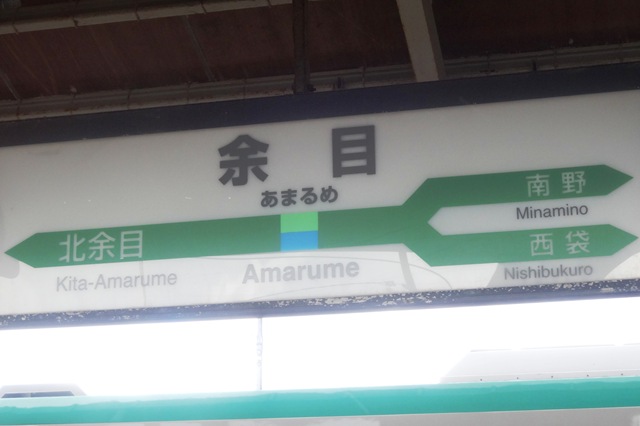 余目
あまるめ
Amarume
北余目
Kita-Amarume
南野
Minamino
西袋
Nishibukuro